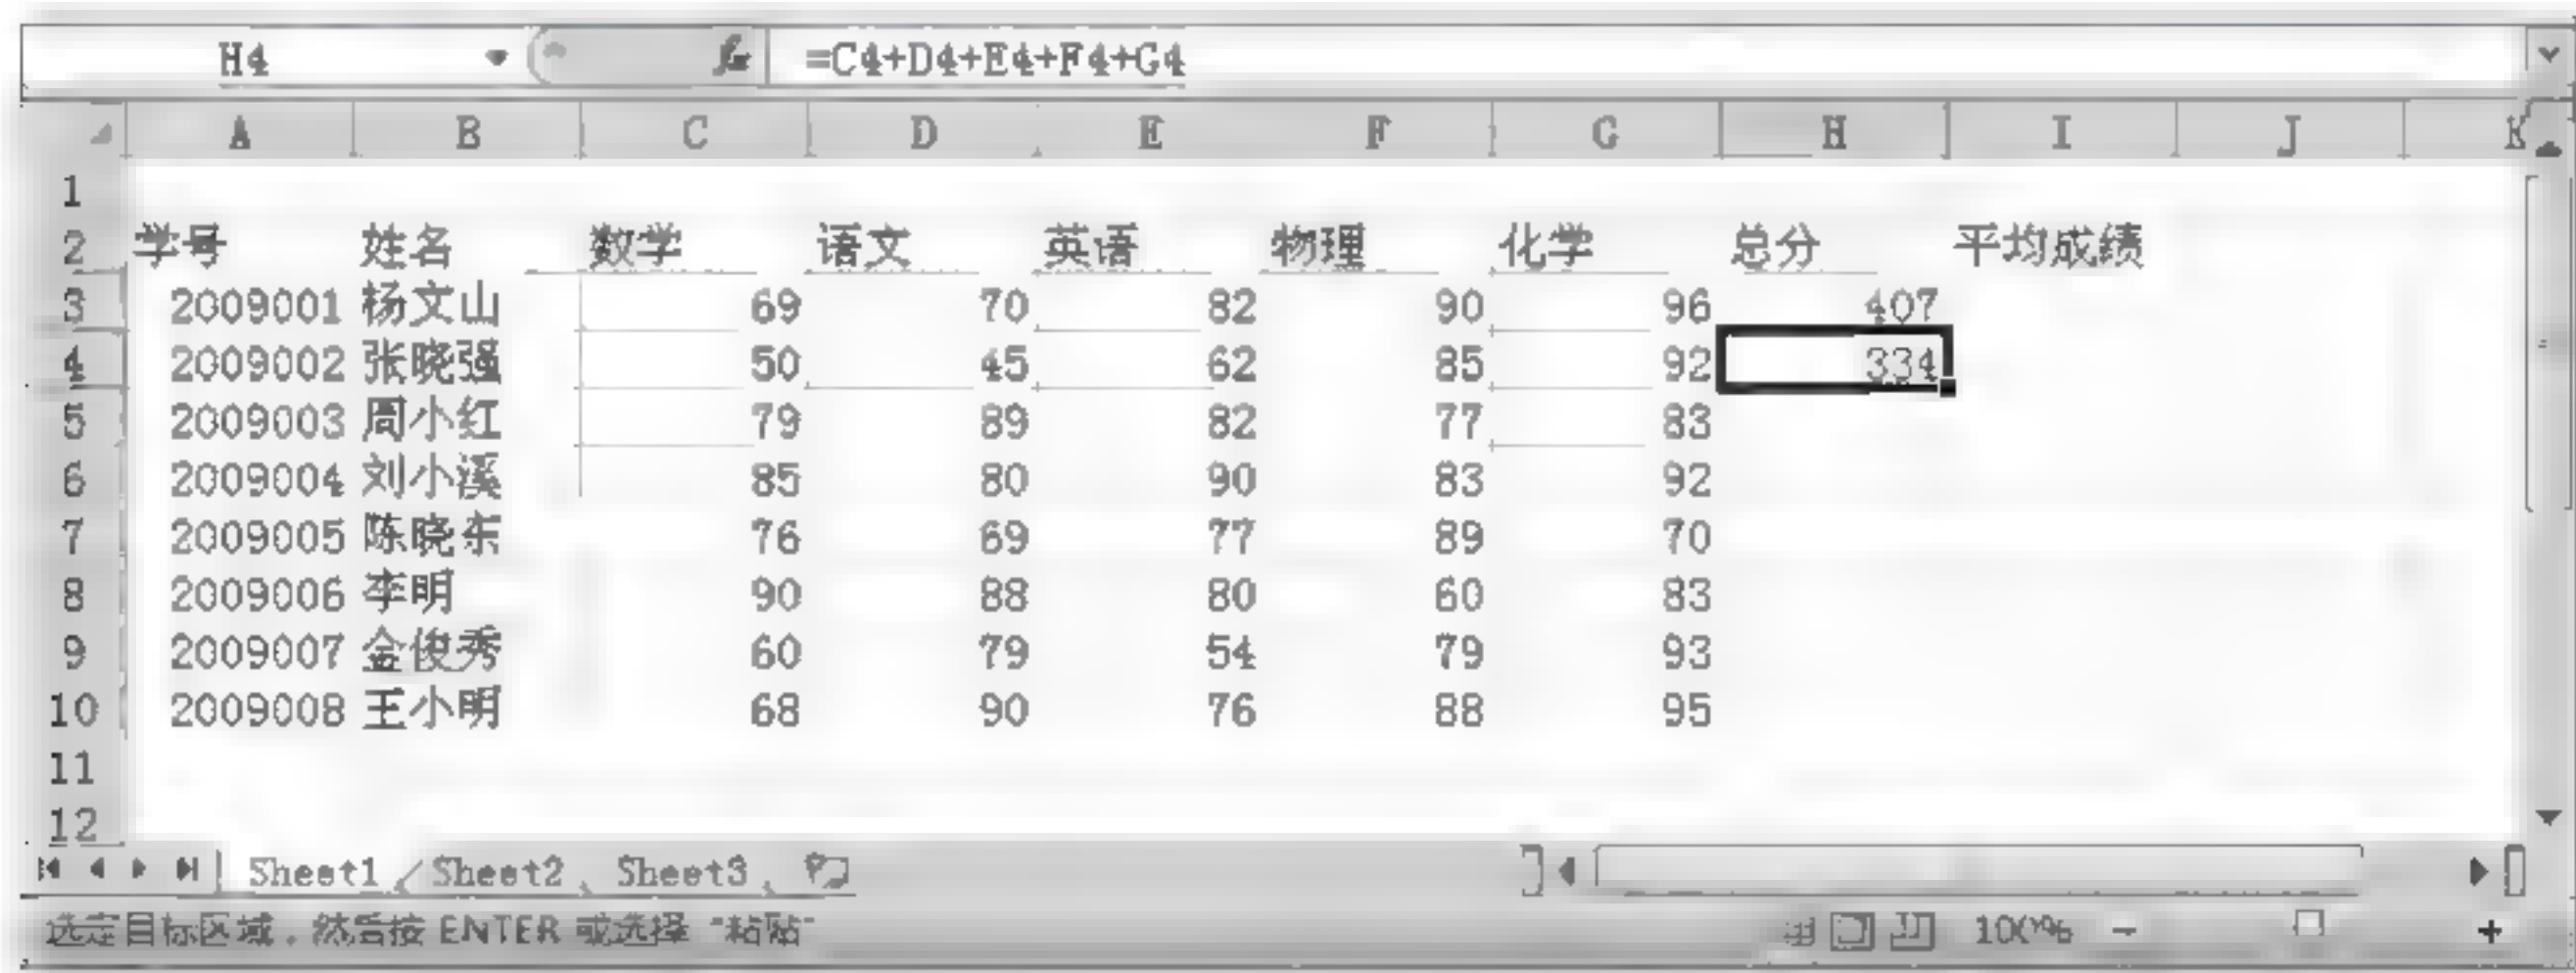 H4 =C4+D4+E4+F4+G4
A B C D E F G H I J K
1
2 学号 姓名 数学 语文 英语 物理 化学 总分 平均成绩
3 2009001 杨文山 69 70 82 90 96 407
4 2009002 张晓强 50 45 62 85 92 334
5 2009003 周小红 79 89 82 77 83
6 2009004 刘小溪 85 80 90 83 92
7 2009005 陈晓东 76 69 77 89 70
8 2009006 李明 90 88 80 60 83
9 2009007 金俊秀 60 79 54 79 93
10 2009008 王小明 68 90 76 88 95
11
12
Sheet1 Sheet2 Sheet3
选定目标区域,然后按 ENTER 或选择 "粘贴" 100%